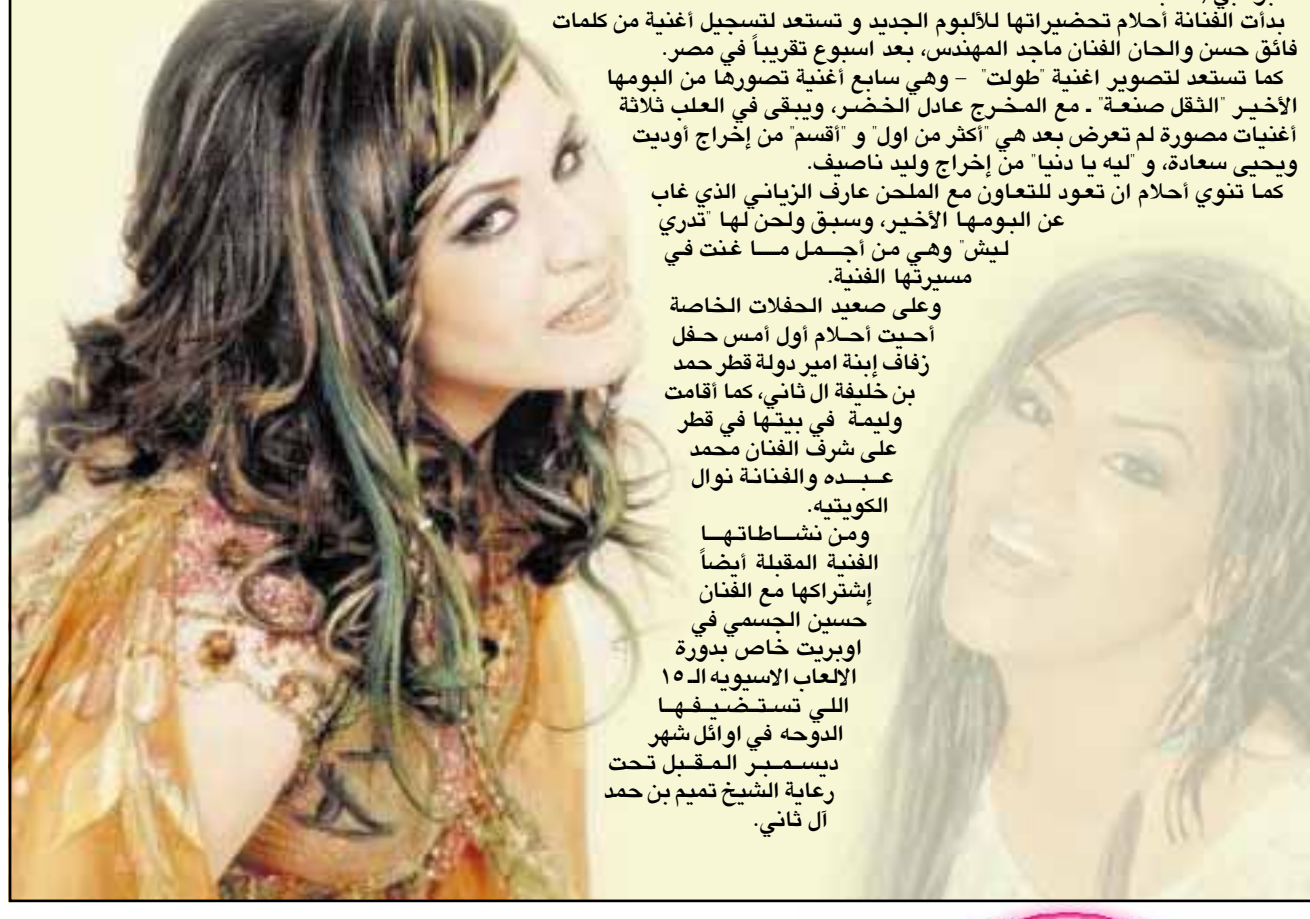 بدأت الفنانة أحلام تحضيراتها للألبوم الجديد و تستعد لتسجيل أغنية من كلمات
فائق حسن والحان الفنان ماجد المهندس، بعد اسبوع تقريباً في مصر.
كما تستعد لتصوير اغنية "طولت" – وهي سابع أغنية تصورها من البومها
الأخير "الثقل صنعة" ـ مع المخرج عادل الخضر، ويبقى في العلب ثلاثة
أغنيات مصورة لم تعرض بعد هي "أكثر من اول" و "أقسم" من إخراج أوديت
ويحيى سعادة، و "ليه يا دنيا" من إخراج وليد ناصيف.
كما تنوي أحلام ان تعود للتعاون مع الملحن عارف الزياني الذي غاب
عن البومها الأخير، وسبق ولحن لها "تدري
ليش" وهي من أجمل ما غنت في
مسيرتها الفنية.
وعلى صعيد الحفلات الخاصة
أحيت أحلام أول أمس حفل
زفاف إبنة امير دولة قطر حمد
بن خليفة ال ثاني، كما أقامت
وليمة في بيتها في قطر
على شرف الفنان محمد
عبده والفنانة نوال
الكويتيه.
ومن نشاطاتها
الفنية المقبلة أيضاً
إشتراكها مع الفنان
حسين الجسمي في
اوبريت خاص بدورة
الالعاب الاسيويه الـ ١٥
اللي تستضيفها
الدوحه في اوائل شهر
ديسمبر المقبل تحت
رعاية الشيخ تميم بن حمد
آل ثاني.